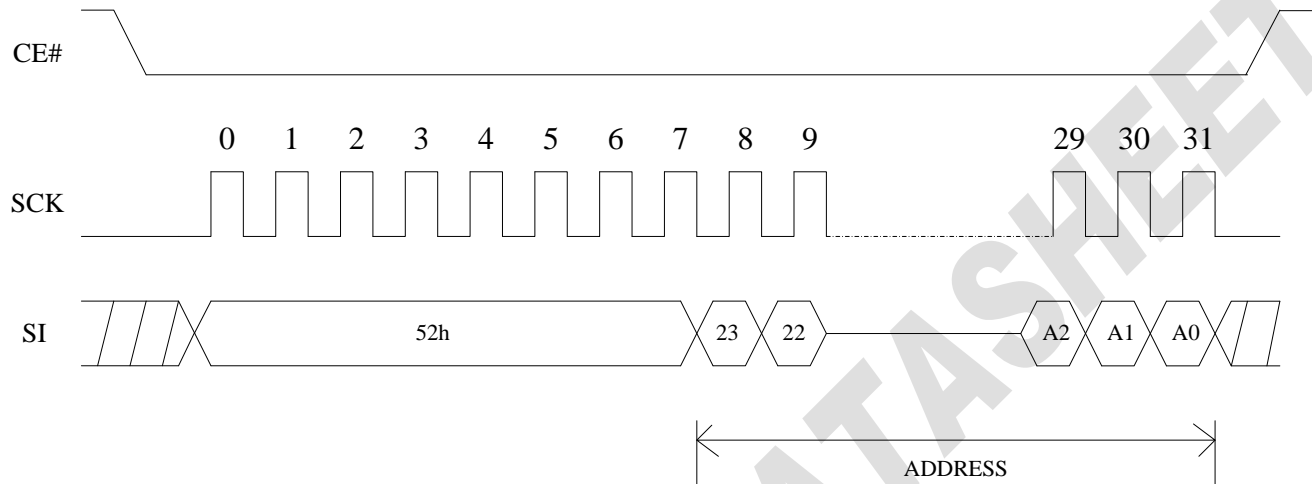 CE#
0 1 2 3 4 5 6 7 8 9 29 30 31
SCK
SI 52h 23 22 A2 A1 A0
ADDRESS
DATASHEET